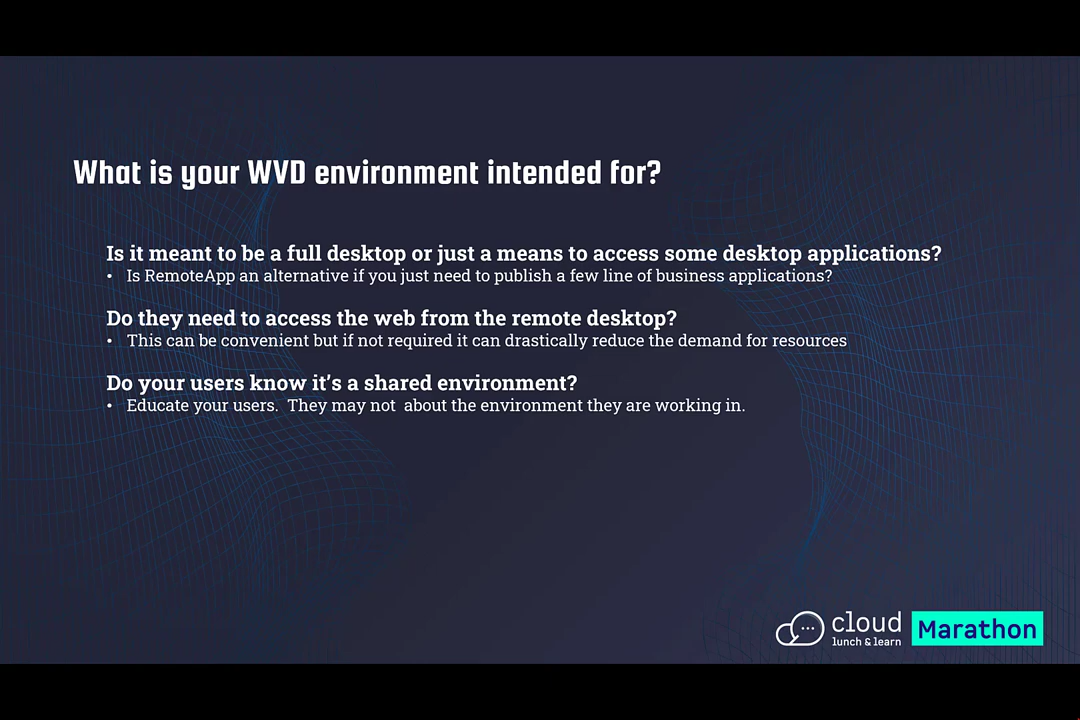 What is your WVD environment intended for?
Is it meant to be a full desktop or just a means to access some desktop applications?
• Is RemoteApp an alternative if you just need to publish a few line of business applications?
Do they need to access the web from the remote desktop?
• This can be convenient but if not required it can drastically reduce the demand for resources
Do your users know it’s a shared environment?
• Educate your users.  They may not  about the environment they are working in.
cloud
lunch & learn
Marathon